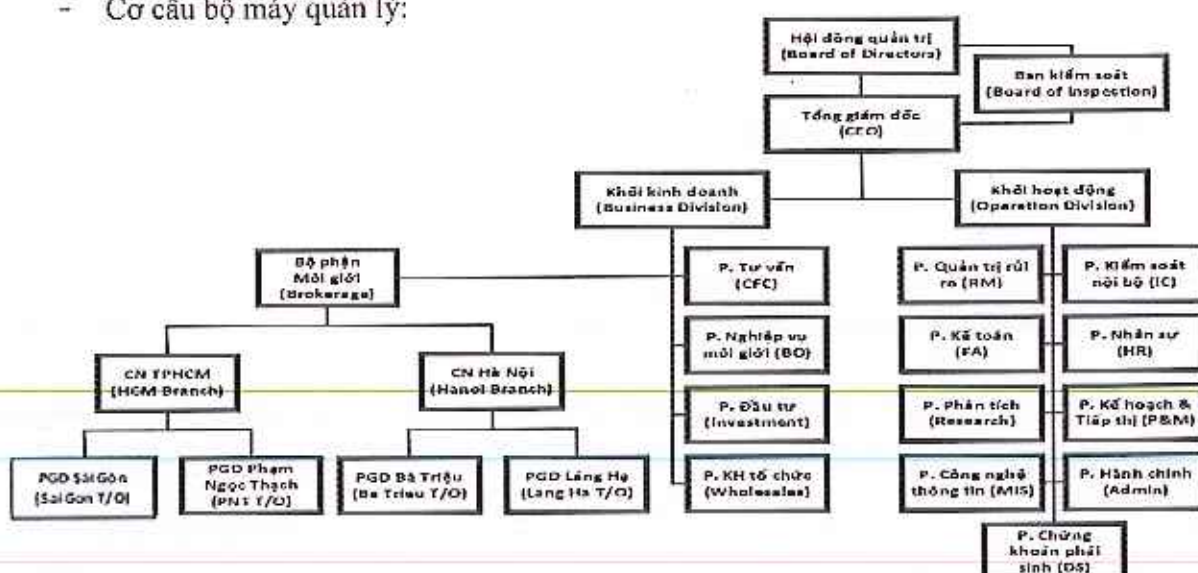 - Cơ cấu bộ máy quản lý:
Hội đồng quản trị
(Board of Directors)
Ban kiểm soát
(Board of Inspection)
Tổng giám đốc
(CEO)
Khối kinh doanh
(Business Division)
Khối hoạt động
(Operation Division)
Bộ phận
Môi giới
(Brokerage)
P. Tư vấn
(CFC)
P. Quản trị rủi
ro (RM)
P. Kiểm soát
nội bộ (IC)
P. Nghiệp vụ
môi giới (BO)
P. Kế toán
(FA)
P. Nhân sự
(HR)
CN TPHCM
(HCM Branch)
CN Hà Nội
(Hanoi Branch)
P. Đầu tư
(Investment)
P. Phân tích
(Research)
P. Kế hoạch &
Tiếp thị (P&M)
PGD Sài Gòn
(Sai Gon T/O)
PGD Phạm
Ngọc Thạch
(PNT T/O)
PGD Bà Triệu
(Ba Trieu T/O)
PGD Láng Hạ
(Lang Ha T/O)
P. KH tổ chức
(Wholesales)
P. Công nghệ
thông tin (MIS)
P. Hành chính
(Admin)
P. Chứng
khoán phái
sinh (DS)